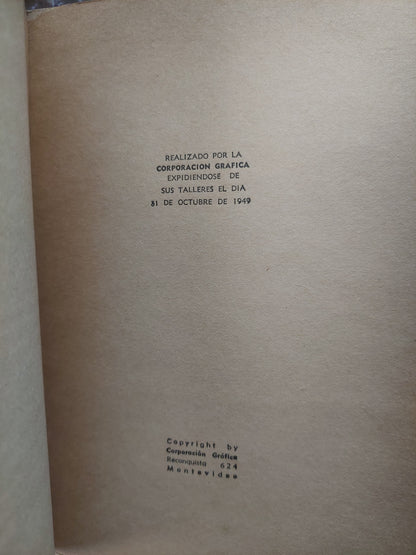 REALIZADO POR LA
CORPORACION GRAFICA
EXPIDIENDOSE DE
SUS TALLERES EL DIA
31 DE OCTUBRE DE 1949
Copyright by
Corporación Gráfica
Reconquista 624
Montevideo